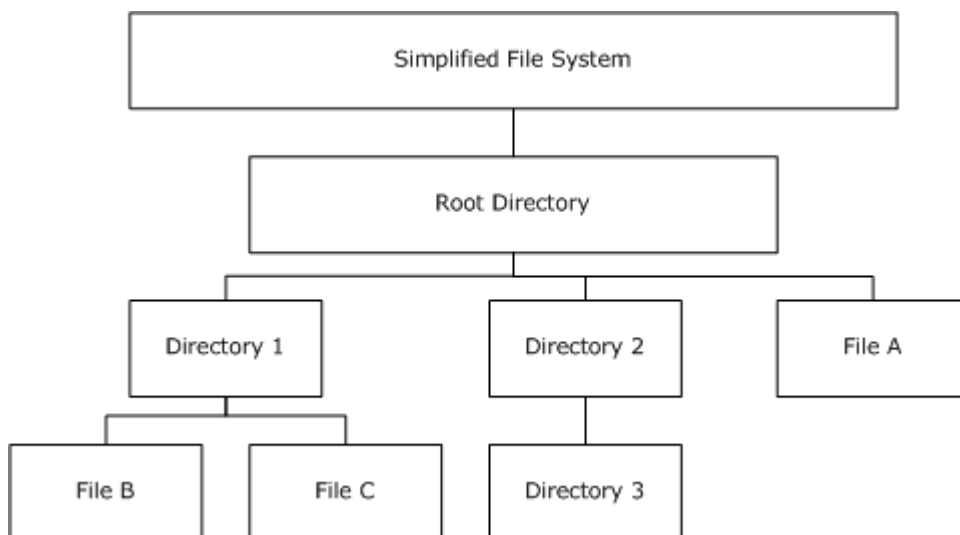 Simplified File System
Root Directory
Directory 1
Directory 2
File A
File B
File C
Directory 3